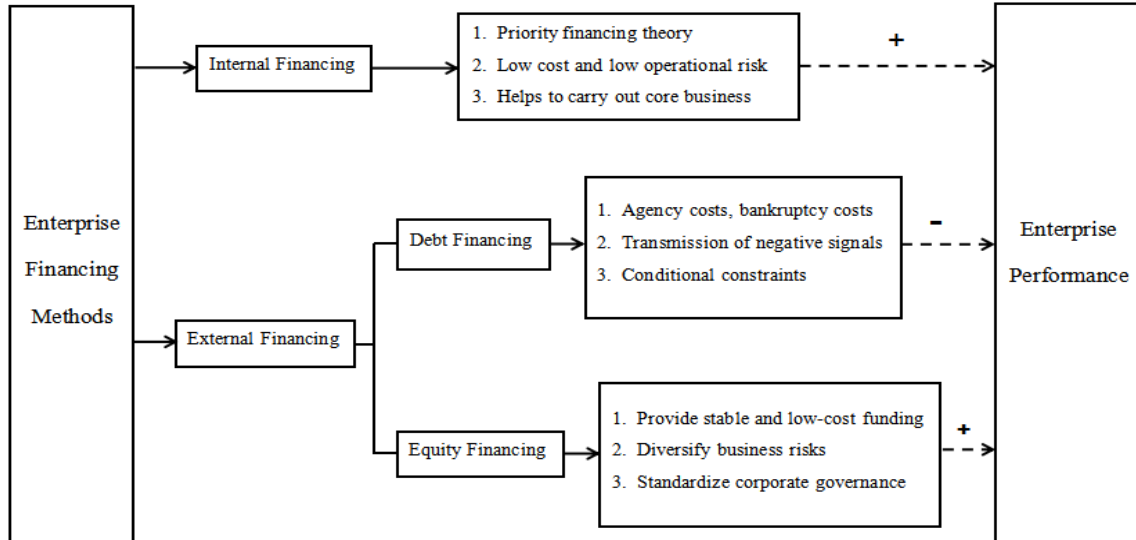 Enterprise
Financing
Methods
Internal Financing
1. Priority financing theory
2. Low cost and low operational risk
3. Helps to carry out core business
+
External Financing
Debt Financing
1. Agency costs, bankruptcy costs
2. Transmission of negative signals
3. Conditional constraints
-
Equity Financing
1. Provide stable and low-cost funding
2. Diversify business risks
3. Standardize corporate governance
+
Enterprise
Performance